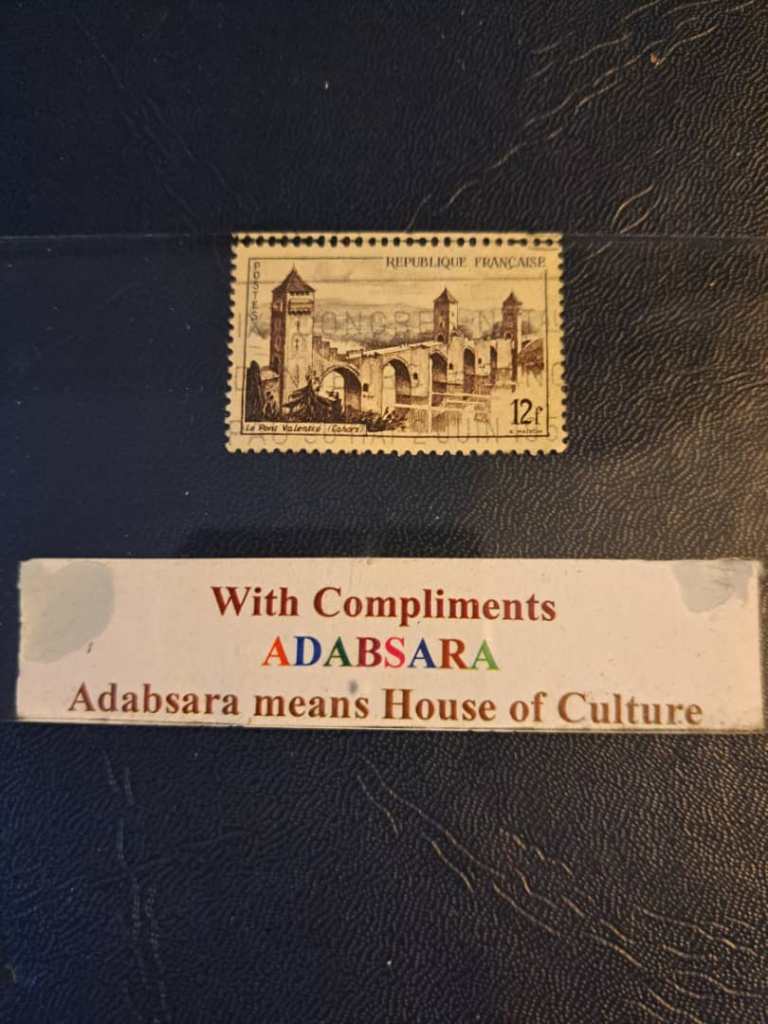 REPUBLIQUE FRANÇAISE
POSTES
12f
Le Pont Valentré (Cahors)
With Compliments
ADABSARA
Adabsara means House of Culture